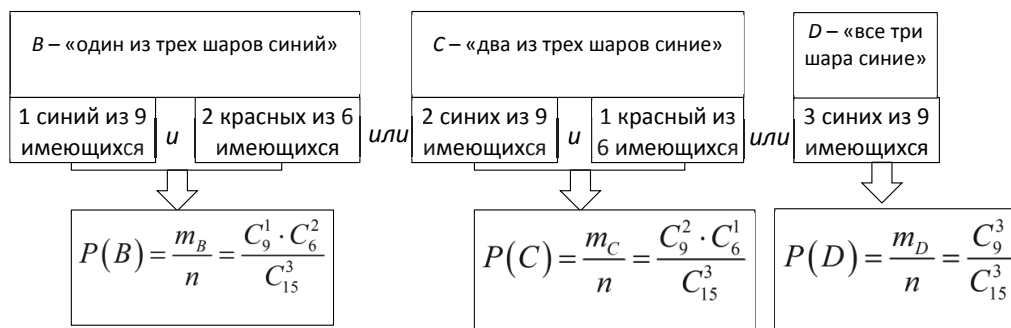 B – «один из трех шаров синий»
C – «два из трех шаров синие»
D – «все три
шара синие»
1 синий из 9
имеющихся
и
2 красных из 6
имеющихся
или
2 синих из 9
имеющихся
и
1 красный из
6 имеющихся
или
3 синих из 9
имеющихся
P(B) = m_B / n = C_9^1 · C_6^2 / C_15^3
P(C) = m_C / n = C_9^2 · C_6^1 / C_15^3
P(D) = m_D / n = C_9^3 / C_15^3